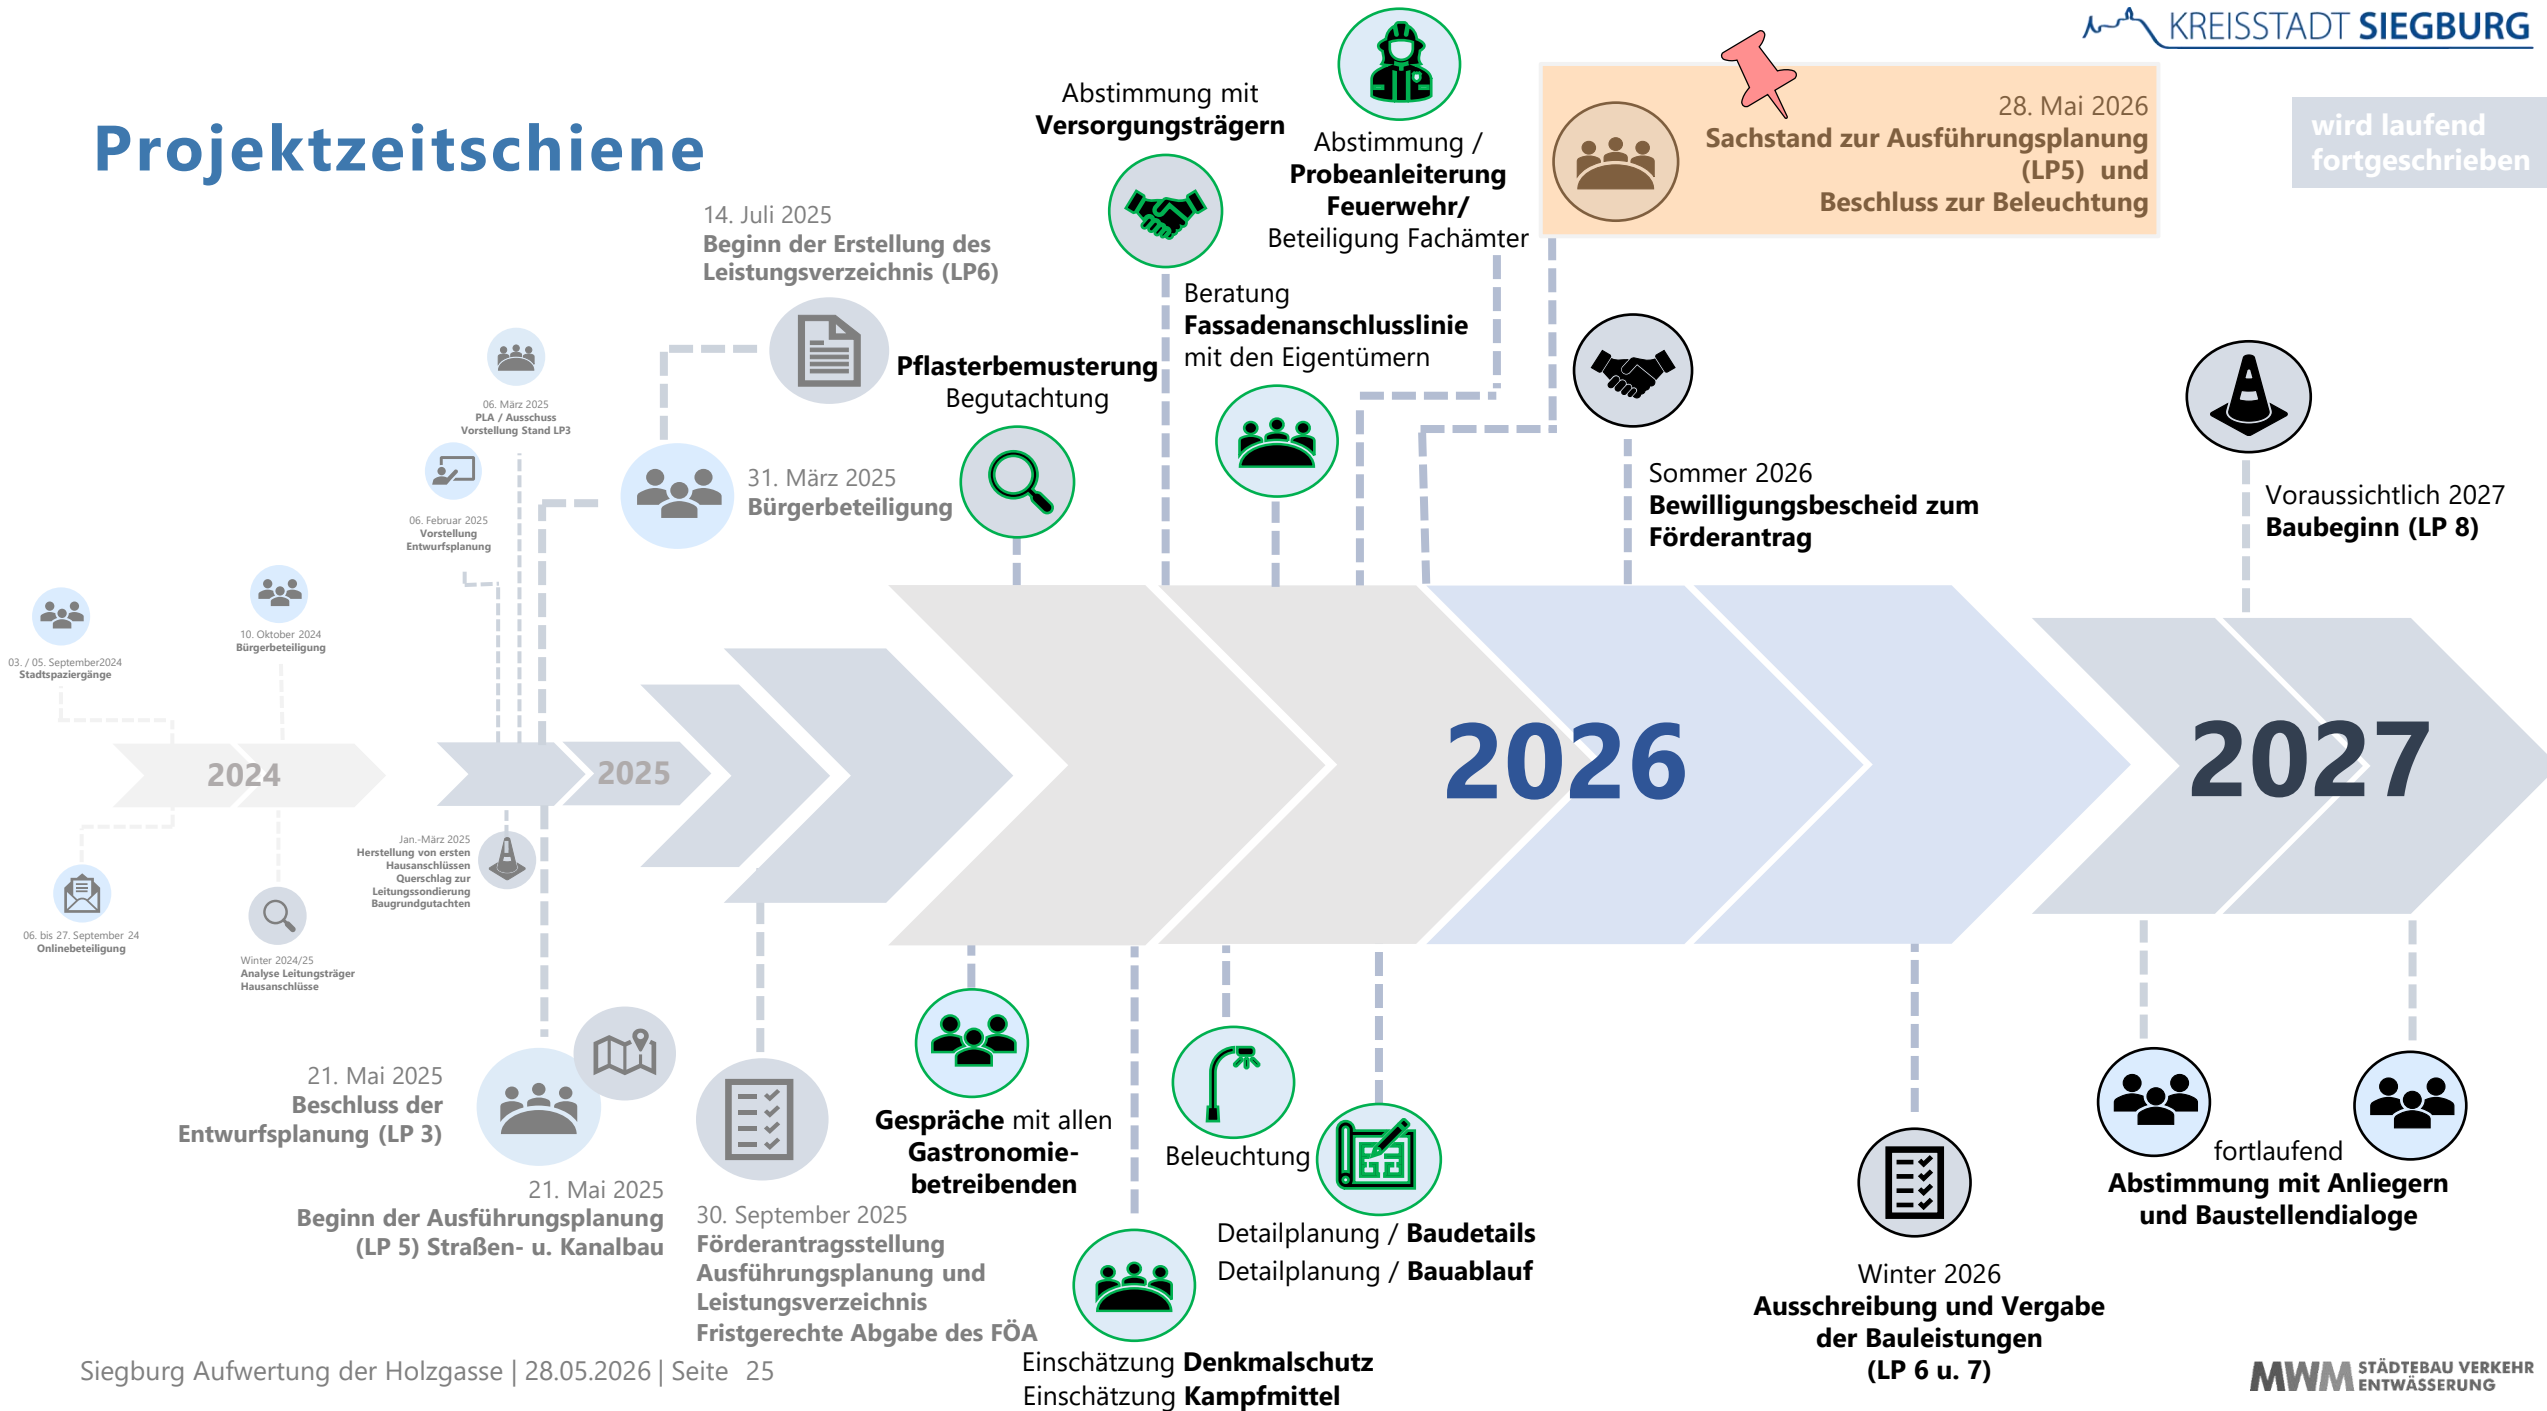 KREISSTADT SIEGBURG
Projektzeitschiene
wird laufend
fortgeschrieben
28. Mai 2026
Sachstand zur Ausführungsplanung
(LP5) und
Beschluss zur Beleuchtung
Abstimmung mit
Versorgungsträgern
Abstimmung /
Probeanleiterung
Feuerwehr/
Beteiligung Fachämter
14. Juli 2025
Beginn der Erstellung des
Leistungsverzeichnis (LP6)
Beratung
Fassadenanschlusslinie
mit den Eigentümern
Pflasterbemusterung
Begutachtung
06. März 2025
PLA / Ausschuss
Vorstellung Stand LP3
31. März 2025
Bürgerbeteiligung
06. Februar 2025
Vorstellung
Entwurfsplanung
Sommer 2026
Bewilligungsbescheid zum
Förderantrag
Voraussichtlich 2027
Baubeginn (LP 8)
10. Oktober 2024
Bürgerbeteiligung
03. / 05. September2024
Stadtspaziergänge
2024
2025
2026
2027
Jan.-März 2025
Herstellung von ersten
Hausanschlüssen
Querschlag zur
Leitungssondierung
Baugrundgutachten
06. bis 27. September 24
Onlinebeteiligung
Winter 2024/25
Analyse Leitungsträger
Hausanschlüsse
21. Mai 2025
Beschluss der
Entwurfsplanung (LP 3)
21. Mai 2025
Beginn der Ausführungsplanung
(LP 5) Straßen- u. Kanalbau
30. September 2025
Förderantragsstellung
Ausführungsplanung und
Leistungsverzeichnis
Fristgerechte Abgabe des FÖA
Gespräche mit allen
Gastronomie-
betreibenden
Beleuchtung
Detailplanung / Baudetails
Detailplanung / Bauablauf
Einschätzung Denkmalschutz
Einschätzung Kampfmittel
Winter 2026
Ausschreibung und Vergabe
der Bauleistungen
(LP 6 u. 7)
fortlaufend
Abstimmung mit Anliegern
und Baustellendialoge
Siegburg Aufwertung der Holzgasse | 28.05.2026 | Seite 25
MWM STÄDTEBAU VERKEHR
ENTWÄSSERUNG